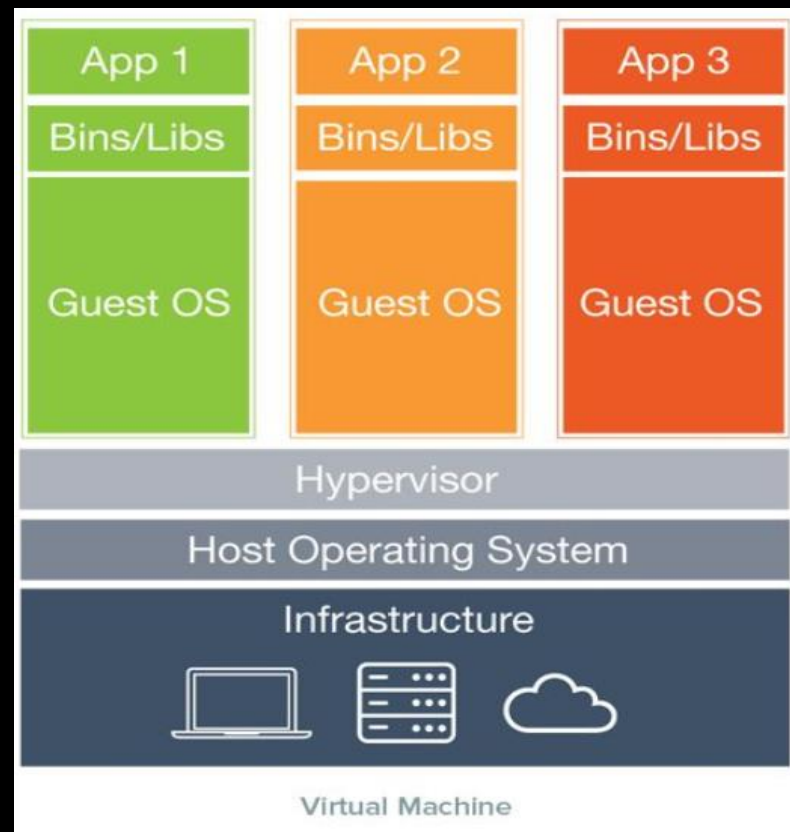 App 1
App 2
App 3
Bins/Libs
Bins/Libs
Bins/Libs
Guest OS
Guest OS
Guest OS
Hypervisor
Host Operating System
Infrastructure
Virtual Machine